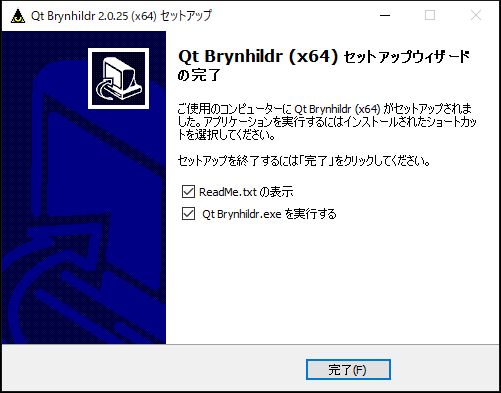 Qt Brynhildr 2.0.25 (x64) セットアップ
Qt Brynhildr (x64) セットアップウィザード
の完了
ご使用のコンピューターに Qt Brynhildr (x64) がセットアップされま
した。アプリケーションを実行するにはインストールされたショートカッ
トを選択してください。
セットアップを終了するには「完了」をクリックしてください。
ReadMe.txt の表示
Qt Brynhildr.exe を実行する
完了(F)